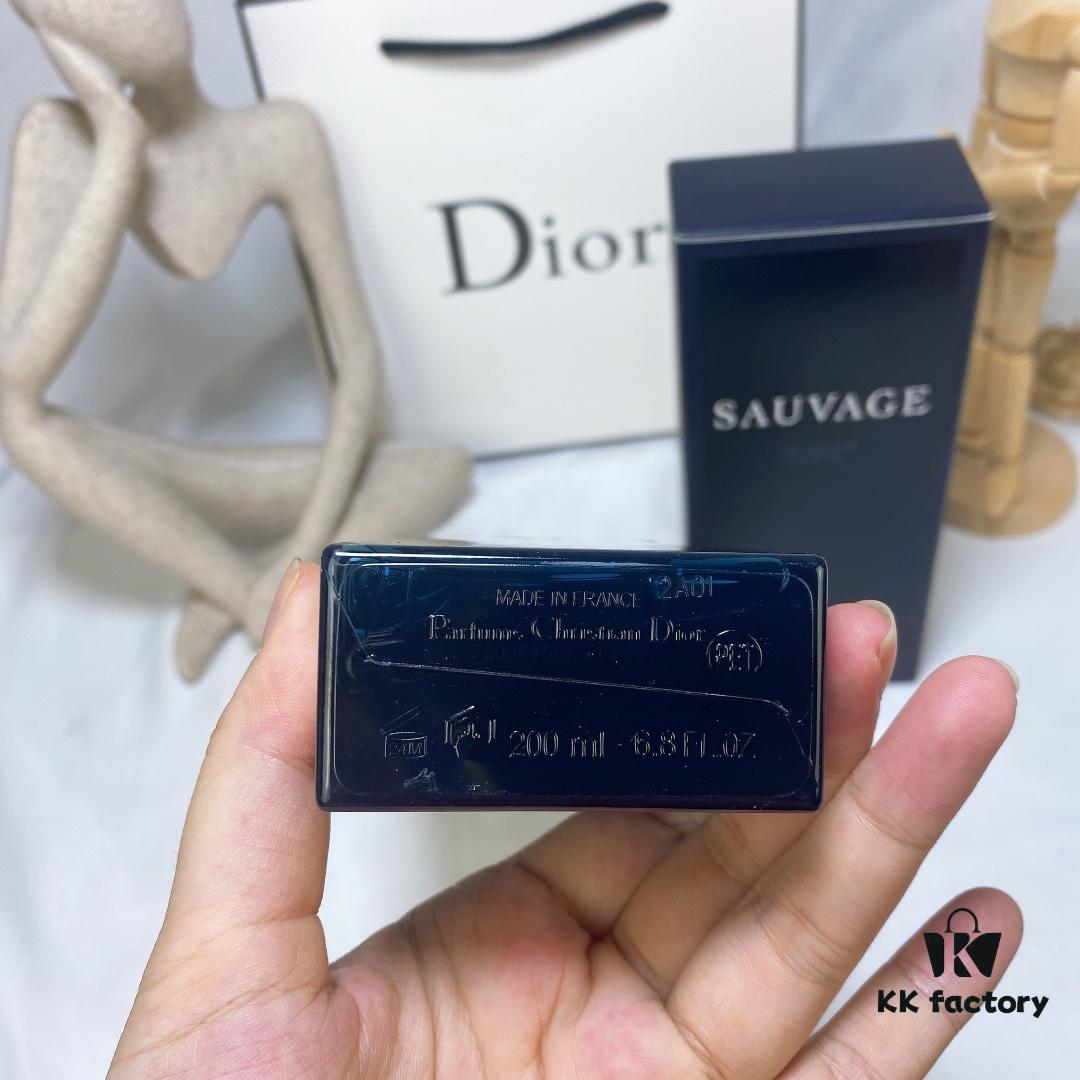 Dior
SAUVAGE
2A01
MADE IN FRANCE
Parfums Christian Dior
PET
24M
200 ml - 6.8 FL.OZ
KK factory